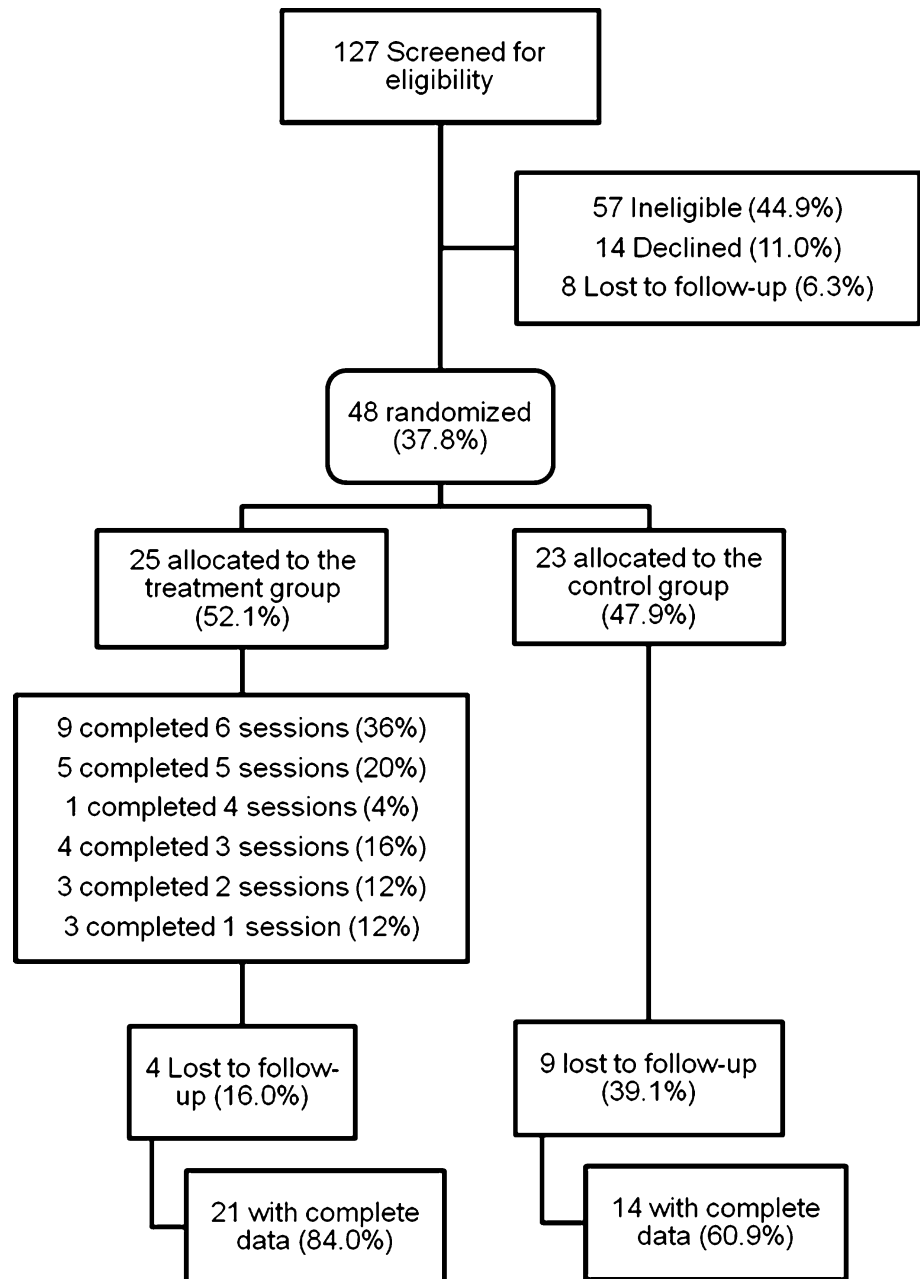 127 Screened for
eligibility
57 Ineligible (44.9%)
14 Declined (11.0%)
8 Lost to follow-up (6.3%)
48 randomized
(37.8%)
25 allocated to the
treatment group
(52.1%)
23 allocated to the
control group
(47.9%)
9 completed 6 sessions (36%)
5 completed 5 sessions (20%)
1 completed 4 sessions (4%)
4 completed 3 sessions (16%)
3 completed 2 sessions (12%)
3 completed 1 session (12%)
4 Lost to follow-
up (16.0%)
9 lost to follow-up
(39.1%)
21 with complete
data (84.0%)
14 with complete
data (60.9%)